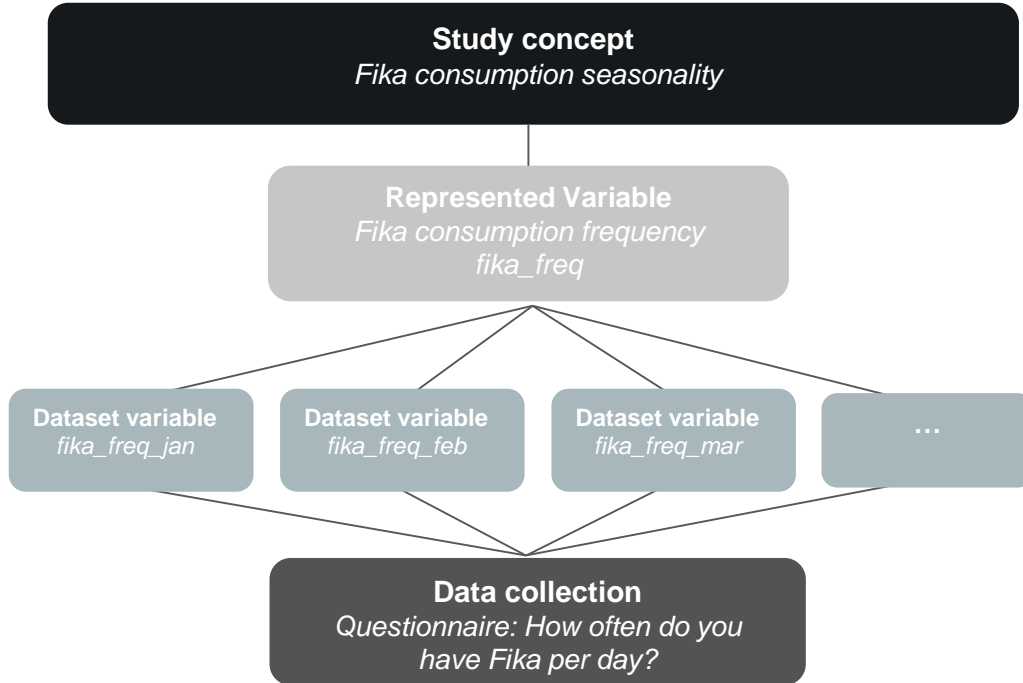 Study concept
Fika consumption seasonality
Represented Variable
Fika consumption frequency
fika_freq
Dataset variable
fika_freq_jan
Dataset variable
fika_freq_feb
Dataset variable
fika_freq_mar
...
Data collection
Questionnaire: How often do you
have Fika per day?